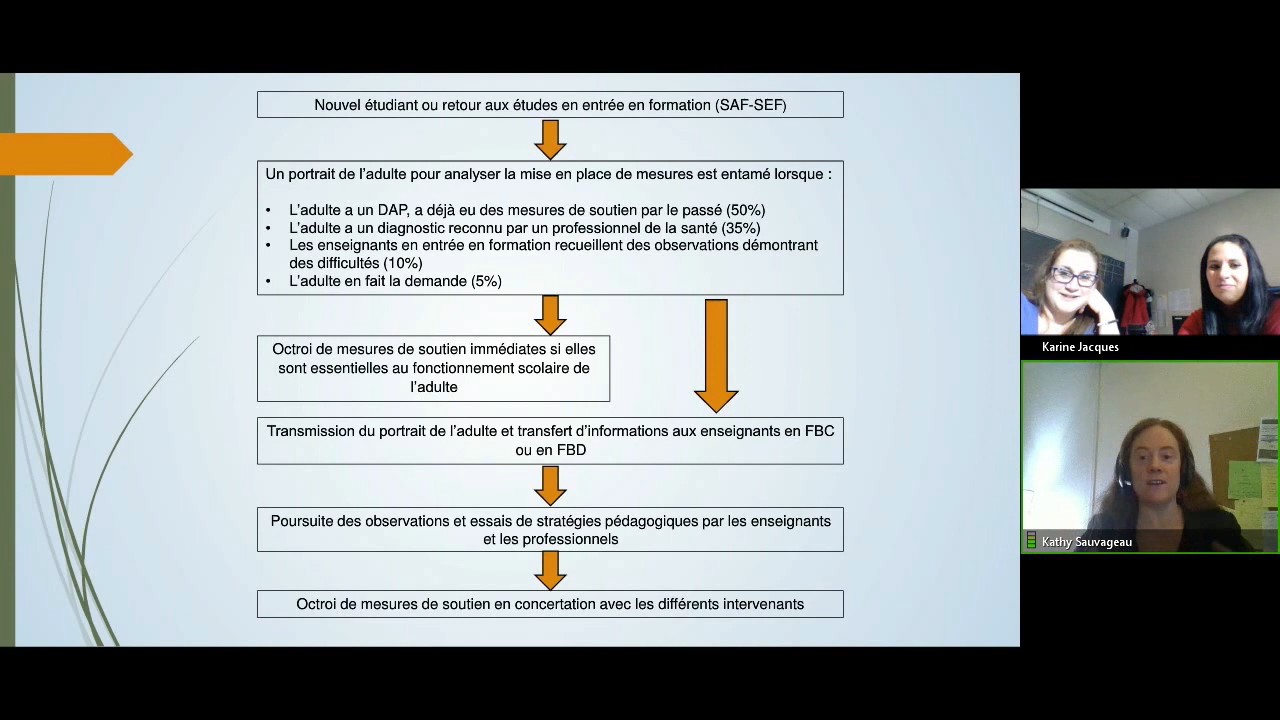 Nouvel étudiant ou retour aux études en entrée en formation (SAF-SEF)
Un portrait de l’adulte pour analyser la mise en place de mesures est entamé lorsque :
• L’adulte a un DAP, a déjà eu des mesures de soutien par le passé (50%)
• L’adulte a un diagnostic reconnu par un professionnel de la santé (35%)
• Les enseignants en entrée en formation recueillent des observations démontrant
des difficultés (10%)
• L’adulte en fait la demande (5%)
Octroi de mesures de soutien immédiates si elles
sont essentielles au fonctionnement scolaire de
l’adulte
Transmission du portrait de l’adulte et transfert d’informations aux enseignants en FBC
ou en FBD
Poursuite des observations et essais de stratégies pédagogiques par les enseignants
et les professionnels
Octroi de mesures de soutien en concertation avec les différents intervenants
Karine Jacques
Kathy Sauvageau